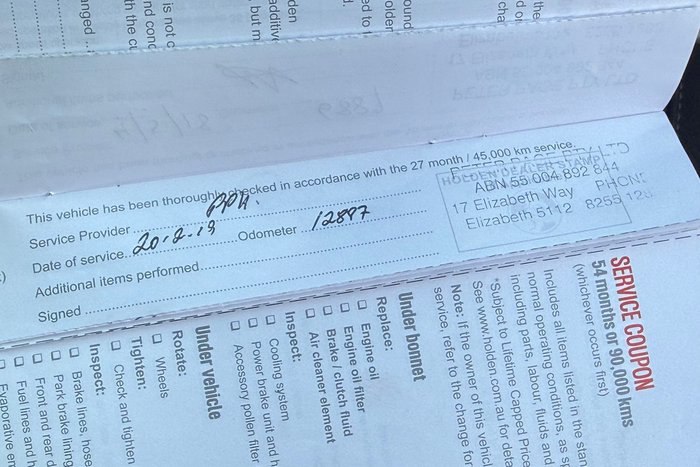 This vehicle has been thoroughly checked in accordance with the 27 month / 45,000 km service.
Service Provider
Date of service 20.2.19 Odometer 12897
Additional items performed
Signed
HOLDEN DEALER STAMP
PTY LTD
ABN 55 004 892 844
17 Elizabeth Way PHONE
Elizabeth 5112 8255
SERVICE COUPON
54 months or 90,000 kms
(whichever occurs first)
Includes all items listed in the
normal operating conditions, as
including parts, labour, fluids and
*Subject to Lifetime Capped Price
See www.holden.com.au for
Note: If the owner of this
service, refer to the change for
Under bonnet
Replace:
Engine oil
Engine oil filter
Brake / clutch fluid
Air cleaner element
Inspect:
Cooling system
Power brake unit and
Accessory pollen filter
Under vehicle
Rotate:
Wheels
Tighten:
Check and tighten
Inspect:
Brake lines,
Park brake
Front and rear
Fuel lines and
Evaporative